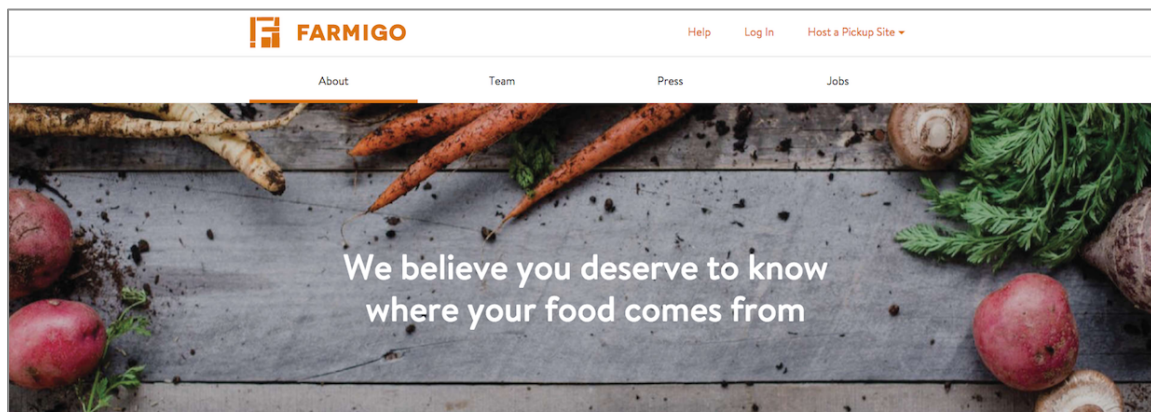 FARMIGO
Help Log In Host a Pickup Site
About Team Press Jobs
We believe you deserve to know
where your food comes from